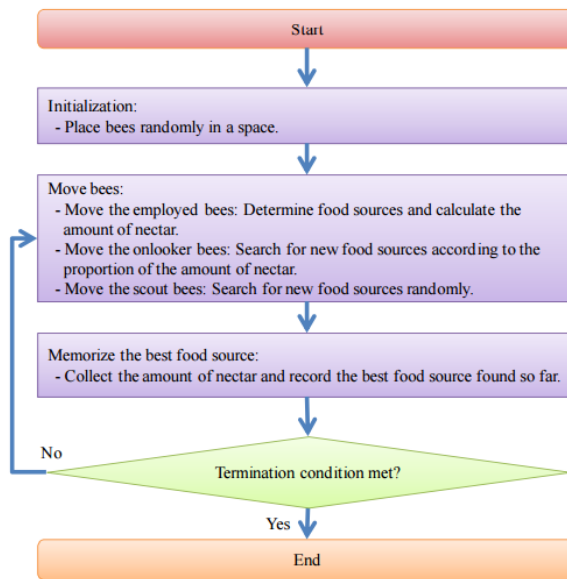 Start
Initialization:
- Place bees randomly in a space.
Move bees:
- Move the employed bees: Determine food sources and calculate the
amount of nectar.
- Move the onlooker bees: Search for new food sources according to the
proportion of the amount of nectar.
- Move the scout bees: Search for new food sources randomly.
Memorize the best food source:
- Collect the amount of nectar and record the best food source found so far.
No
Termination condition met?
Yes
End